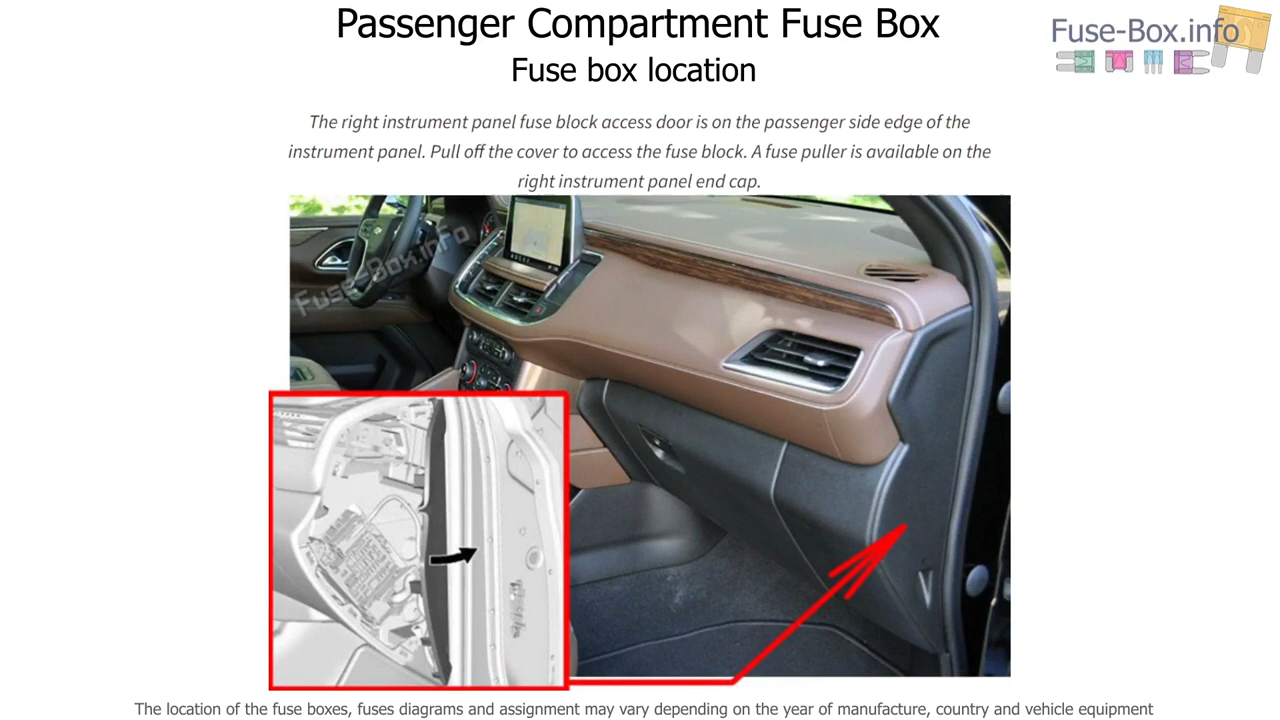 Passenger Compartment Fuse Box
Fuse-Box.info
Fuse box location
The right instrument panel fuse block access door is on the passenger side edge of the
instrument panel. Pull off the cover to access the fuse block. A fuse puller is available on the
right instrument panel end cap.
Fuse-Box.info
The location of the fuse boxes, fuses diagrams and assignment may vary depending on the year of manufacture, country and vehicle equipment